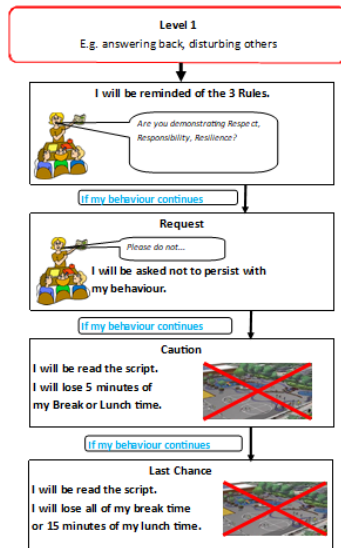 Level 1
E.g. answering back, disturbing others
I will be reminded of the 3 Rules.
Are you demonstrating Respect,
Responsibility, Resilience?
If my behaviour continues
Request
Please do not...
I will be asked not to persist with
my behaviour.
If my behaviour continues
Caution
I will be read the script.
I will lose 5 minutes of
my Break or Lunch time.
If my behaviour continues
Last Chance
I will be read the script.
I will lose all of my break time
or 15 minutes of my lunch time.